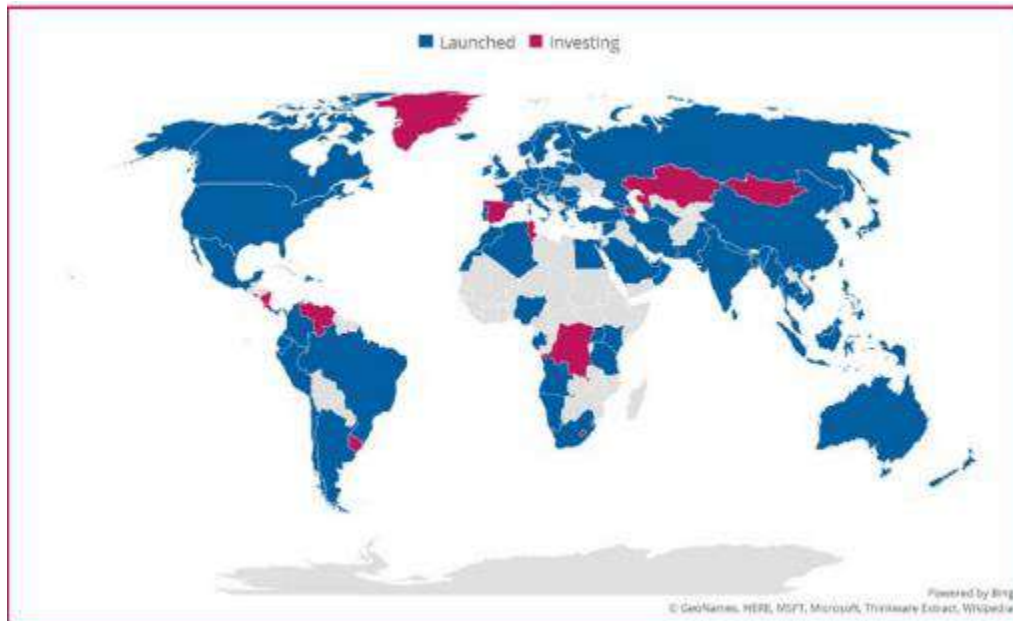 Launched Investing
Powered by Bing
© GeoNames, HERE, MSFT, Microsoft, Thinkware Extract, Wikipedia